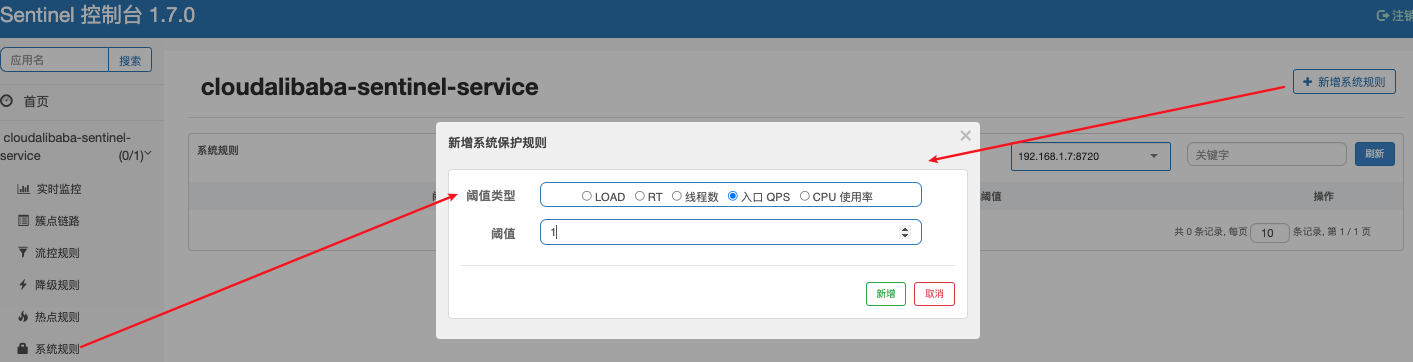 Sentinel 控制台 1.7.0
注销
应用名
搜索
首页
cloudalibaba-sentinel-
service
(0/1)
实时监控
簇点链路
流控规则
降级规则
热点规则
系统规则
cloudalibaba-sentinel-service
新增系统规则
系统规则
192.168.1.7:8720
关键字
刷新
阈值
操作
共 0 条记录, 每页 10 条记录, 第 1 / 1 页
新增系统保护规则
阈值类型
LOAD RT 线程数 入口 QPS CPU 使用率
阈值
1
新增
取消